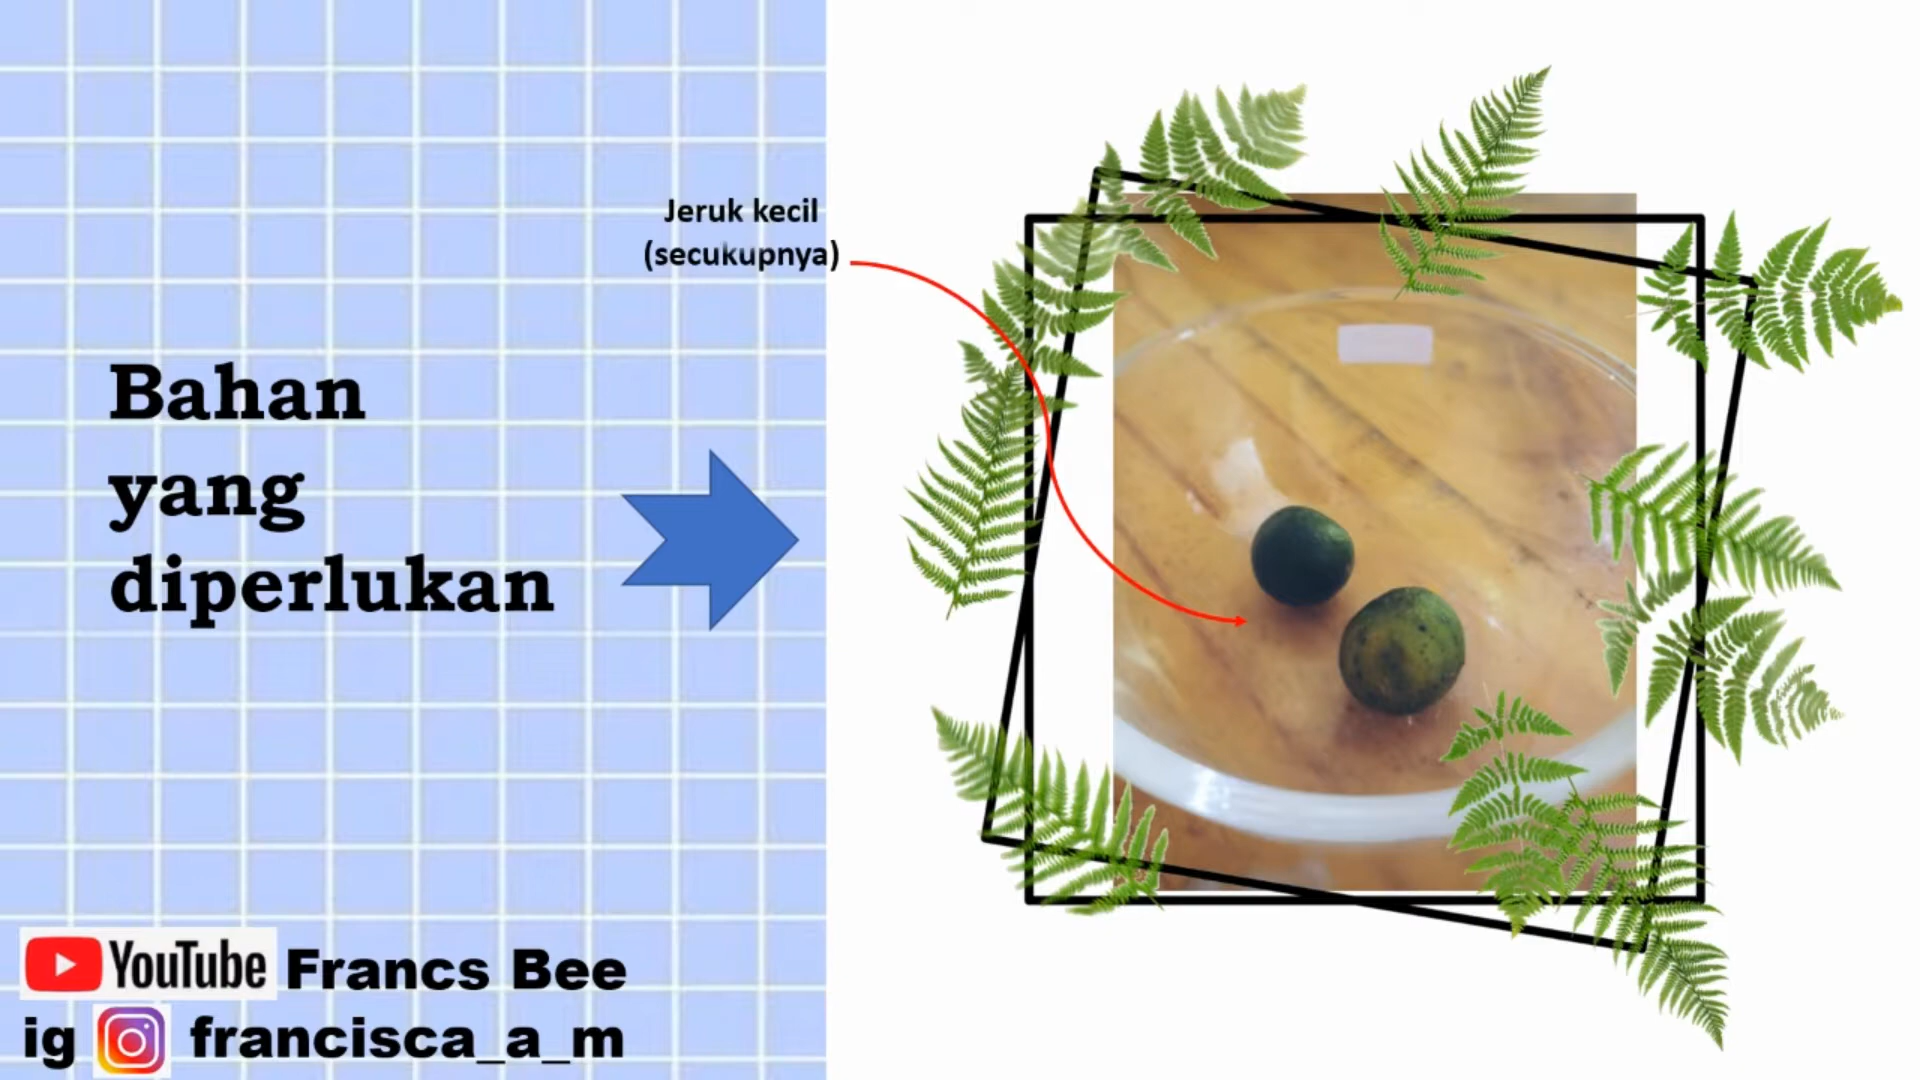 Jeruk kecil
(secukupnya)
Bahan
yang
diperlukan
YouTube Francs Bee
ig francisca_a_m